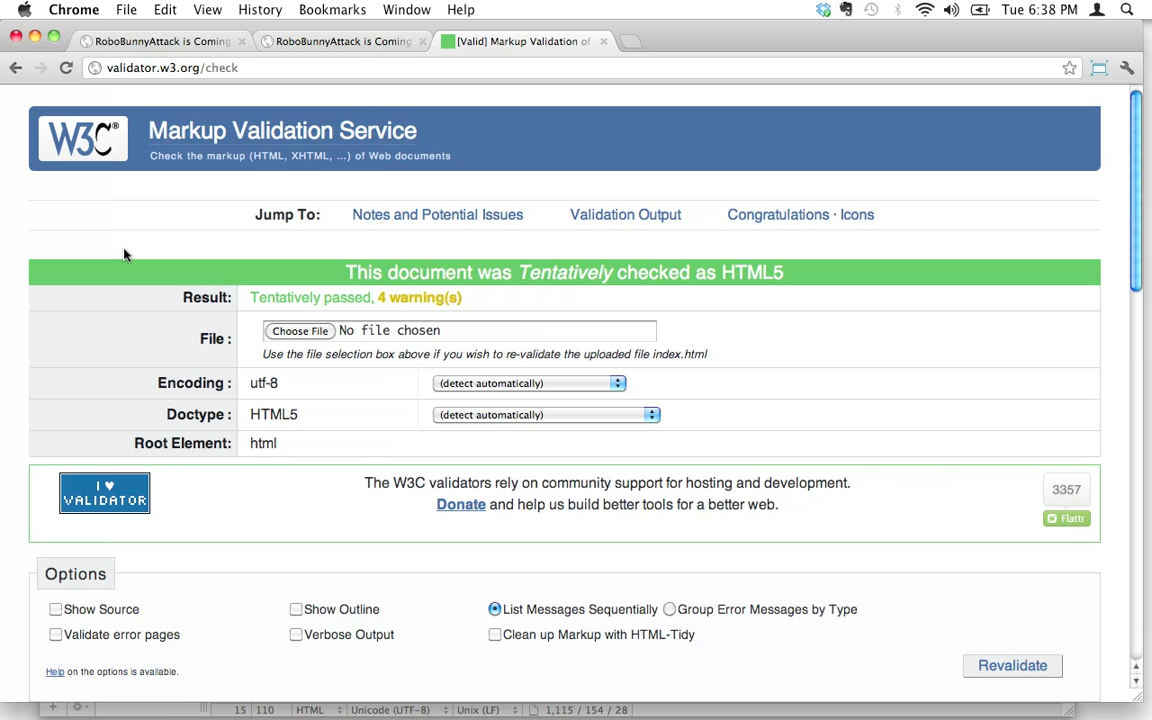 Chrome File Edit View History Bookmarks Window Help Tue 6:38 PM
RoboBunnyAttack is Coming RoboBunnyAttack is Coming [Valid] Markup Validation of
validator.w3.org/check
W3C® Markup Validation Service
Check the markup (HTML, XHTML, …) of Web documents
Jump To: Notes and Potential Issues Validation Output Congratulations · Icons
This document was Tentatively checked as HTML5
Result: Tentatively passed, 4 warning(s)
File : Choose File No file chosen
Use the file selection box above if you wish to re-validate the uploaded file index.html
Encoding : utf-8 (detect automatically)
Doctype : HTML5 (detect automatically)
Root Element: html
I ♥
VALIDATOR
The W3C validators rely on community support for hosting and development.
Donate and help us build better tools for a better web.
3357
Flattr
Options
Show Source Show Outline List Messages Sequentially Group Error Messages by Type
Validate error pages Verbose Output Clean up Markup with HTML-Tidy
Help on the options is available.
Revalidate
15 110 HTML Unicode (UTF-8) Unix (LF) 1,115 / 154 / 28